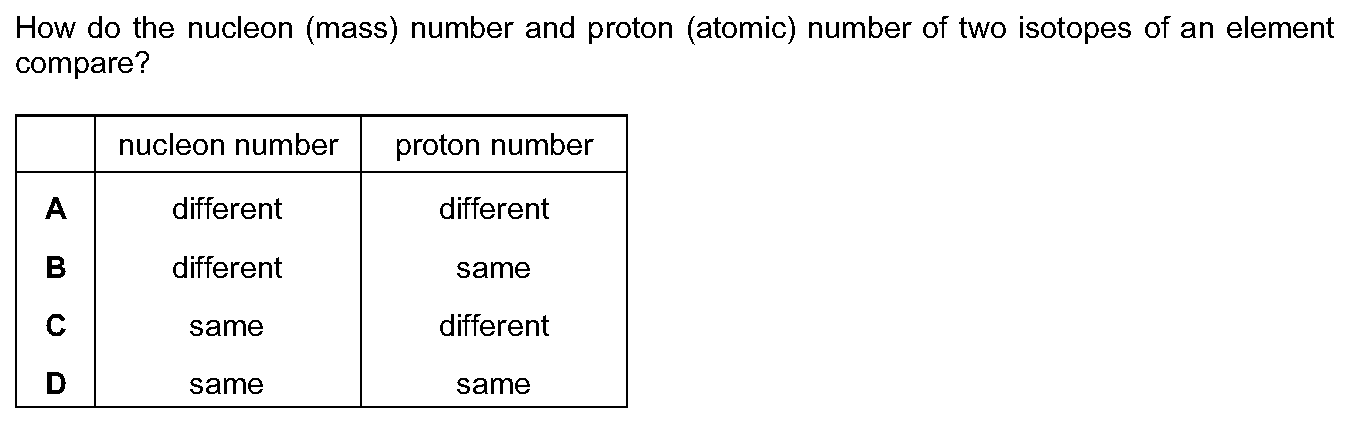 How do the nucleon (mass) number and proton (atomic) number of two isotopes of an element
compare?
nucleon number proton number
A different different
B different same
C same different
D same same